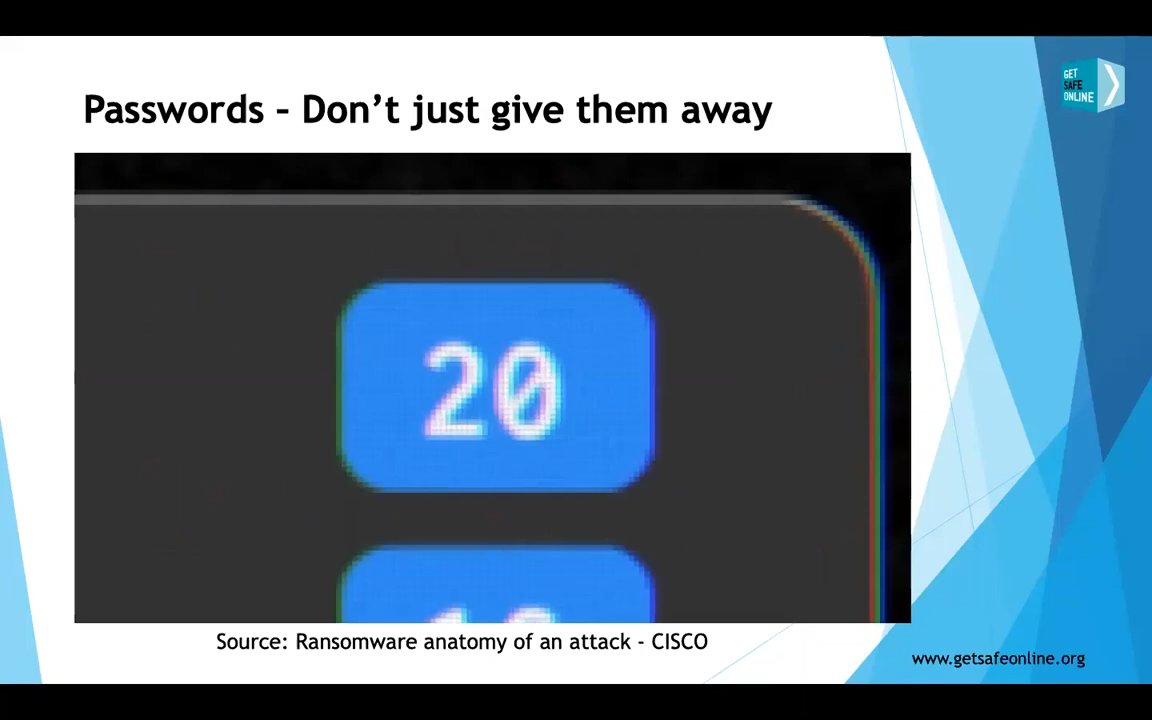 Passwords – Don’t just give them away
GET
SAFE
ONLINE
20
Source: Ransomware anatomy of an attack - CISCO
www.getsafeonline.org